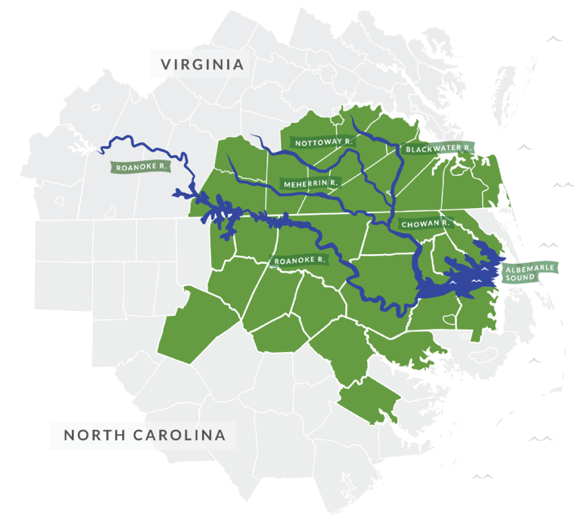 VIRGINIA
NOTTOWAY R.
BLACKWATER R.
ROANOKE R.
MEHERRIN R.
CHOWAN R.
ROANOKE R.
ALBEMARLE
SOUND
NORTH CAROLINA